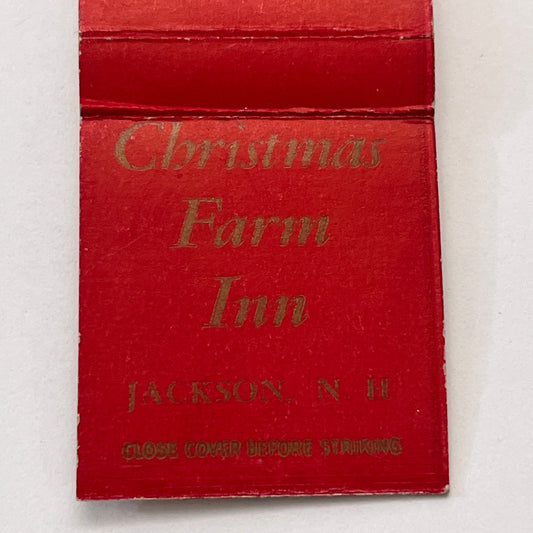 Christmas
Farm
Inn
JACKSON, N H
CLOSE COVER BEFORE STRIKING